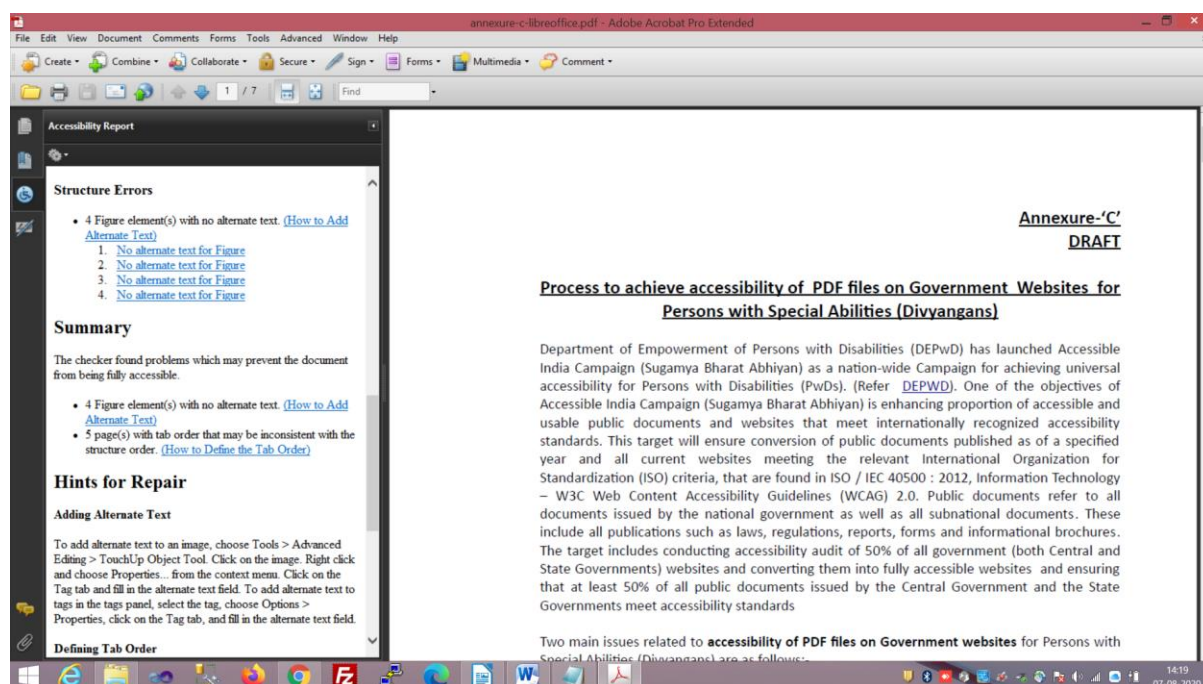 annexure-c-libreoffice.pdf - Adobe Acrobat Pro Extended
File Edit View Document Comments Forms Tools Advanced Window Help
Create Combine Collaborate Secure Sign Forms Multimedia Comment
1 / 7 Find
Accessibility Report
Structure Errors
• 4 Figure element(s) with no alternate text. (How to Add
Alternate Text)
1. No alternate text for Figure
2. No alternate text for Figure
3. No alternate text for Figure
4. No alternate text for Figure
Summary
The checker found problems which may prevent the document
from being fully accessible.
• 4 Figure element(s) with no alternate text. (How to Add
Alternate Text)
• 5 page(s) with tab order that may be inconsistent with the
structure order. (How to Define the Tab Order)
Hints for Repair
Adding Alternate Text
To add alternate text to an image, choose Tools > Advanced
Editing > TouchUp Object Tool. Click on the image. Right click
and choose Properties... from the context menu. Click on the
Tag tab and fill in the alternate text field. To add alternate text to
tags in the tags panel, select the tag, choose Options >
Properties, click on the Tag tab, and fill in the alternate text field.
Defining Tab Order
Annexure-‘C’
DRAFT
Process to achieve accessibility of PDF files on Government Websites for
Persons with Special Abilities (Divyangans)
Department of Empowerment of Persons with Disabilities (DEPwD) has launched Accessible
India Campaign (Sugamya Bharat Abhiyan) as a nation-wide Campaign for achieving universal
accessibility for Persons with Disabilities (PwDs). (Refer DEPWD). One of the objectives of
Accessible India Campaign (Sugamya Bharat Abhiyan) is enhancing proportion of accessible and
usable public documents and websites that meet internationally recognized accessibility
standards. This target will ensure conversion of public documents published as of a specified
year and all current websites meeting the relevant International Organization for
Standardization (ISO) criteria, that are found in ISO / IEC 40500 : 2012, Information Technology
– W3C Web Content Accessibility Guidelines (WCAG) 2.0. Public documents refer to all
documents issued by the national government as well as all subnational documents. These
include all publications such as laws, regulations, reports, forms and informational brochures.
The target includes conducting accessibility audit of 50% of all government (both Central and
State Governments) websites and converting them into fully accessible websites and ensuring
that at least 50% of all public documents issued by the Central Government and the State
Governments meet accessibility standards
Two main issues related to accessibility of PDF files on Government websites for Persons with
Special Abilities (Divyangans) are as follows:-
14:19
07-08-2020